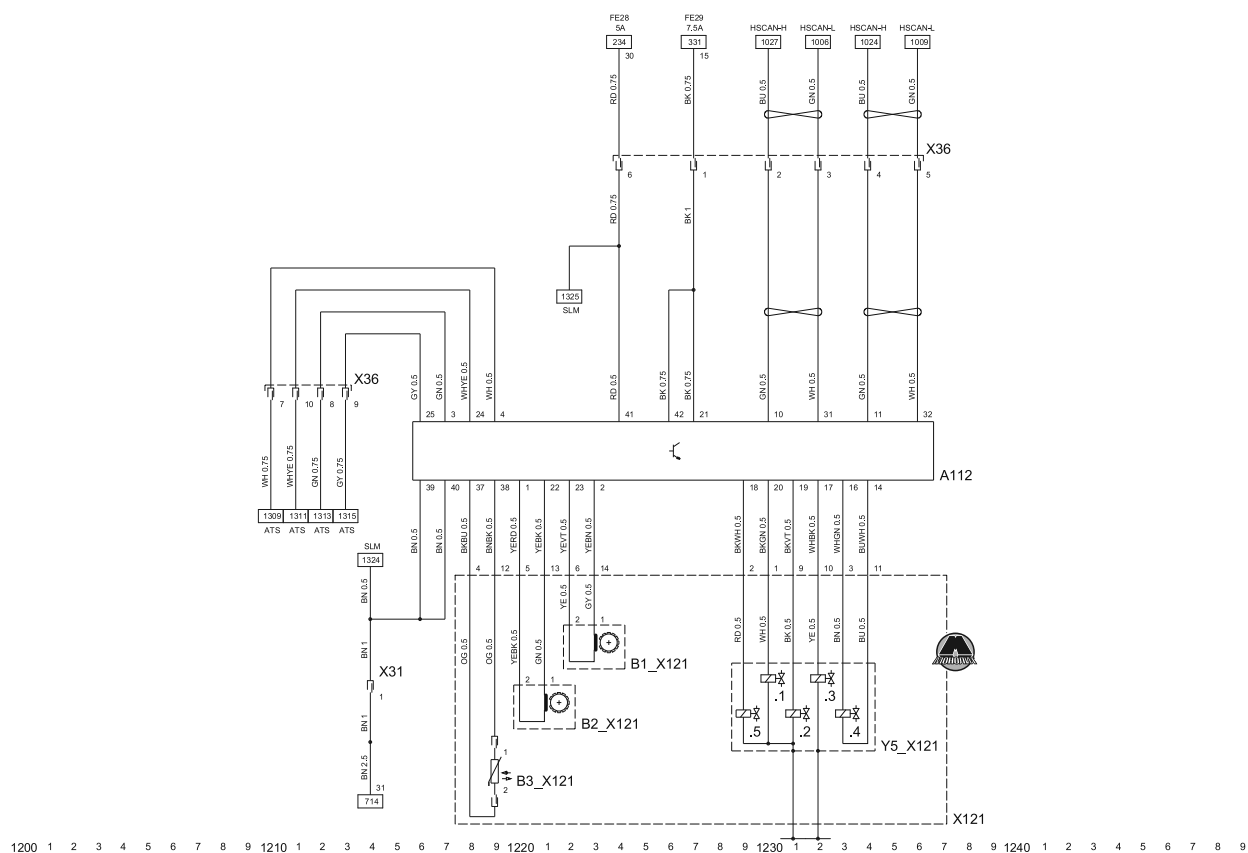 FE28 FE29
5A 7.5A HSCAN-H HSCAN-L HSCAN-H HSCAN-L
234 331 1027 1006 1024 1009
30 15
RD 0.75 BK 0.75 BU 0.5 GN 0.5 BU 0.5 GN 0.5
X36
6 1 2 3 4 5
RD 0.75 BK 1
1325
SLM
X36
7 10 8 9
GY 0.5 GN 0.5 WHYE 0.5 WH 0.5 RD 0.5 BK 0.75 BK 0.75 GN 0.5 WH 0.5 GN 0.5 WH 0.5
25 3 24 4 41 42 21 10 31 11 32
WH 0.75 WHYE 0.75 GN 0.75 GY 0.75
A112
39 40 37 38 1 22 23 2 18 20 19 17 16 14
1309 1311 1313 1315
ATS ATS ATS ATS
BN 0.5 BN 0.5 BKBU 0.5 BNBK 0.5 YERD 0.5 YEBK 0.5 YEVT 0.5 YEBN 0.5 BKWH 0.5 BKGN 0.5 BKVT 0.5 WHBK 0.5 WHGN 0.5 BUWH 0.5
SLM
1324
4 12 5 13 6 14 2 1 9 10 3 11
BN 0.5
YE 0.5 GY 0.5
OG 0.5 OG 0.5 YEBK 0.5 GN 0.5 RD 0.5 WH 0.5 BK 0.5 YE 0.5 BN 0.5 BU 0.5
2 1
B1_X121
BN 1
X31
1
2 1
B2_X121
.1 .3
.5 .2 .4
Y5_X121
BN 1
BN 2.5
1
B3_X121
2
31
714
X121
1200 1 2 3 4 5 6 7 8 9 1210 1 2 3 4 5 6 7 8 9 1220 1 2 3 4 5 6 7 8 9 1230 1 2 3 4 5 6 7 8 9 1240 1 2 3 4 5 6 7 8 9